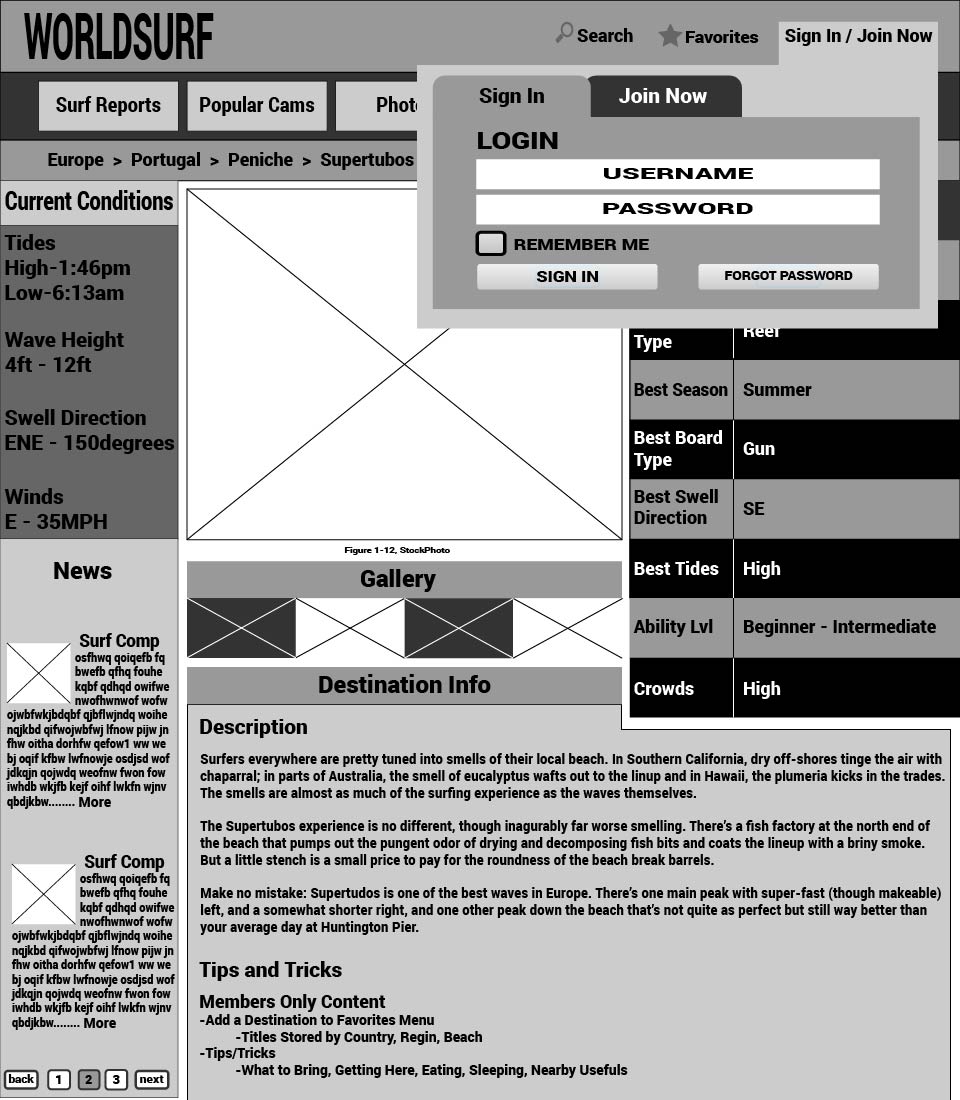 WORLDSURF
Search
Favorites
Sign In / Join Now
Surf Reports
Popular Cams
Sign In
Join Now
LOGIN
USERNAME
PASSWORD
REMEMBER ME
SIGN IN
FORGOT PASSWORD
Europe > Portugal > Peniche > Supertubos
Current Conditions
Tides
High-1:46pm
Low-6:13am
Wave Height
4ft - 12ft
Swell Direction
ENE - 150degrees
Winds
E - 35MPH
News
Surf Comp
osfhwq qoiqefb fq
bwefb qfhq fouhe
kqbf qdhqd owifwe
nwofhwnwof wofw
ojwbfwkjbdqbf qjbflwjndq woihe
nqjkbd qifwojwbfwj lfnow pijw jn
fhw oitha dorhfw qefow1 ww we
bj oqif kfbw lwfnowje osdjsd wof
jdkqjn qojwdq weofnw fwon fow
iwhdb wkjfb kejf oihf lwkfn wjnv
qbdjkbw........ More
Surf Comp
osfhwq qoiqefb fq
bwefb qfhq fouhe
kqbf qdhqd owifwe
nwofhwnwof wofw
ojwbfwkjbdqbf qjbflwjndq woihe
nqjkbd qifwojwbfwj lfnow pijw jn
fhw oitha dorhfw qefow1 ww we
bj oqif kfbw lwfnowje osdjsd wof
jdkqjn qojwdq weofnw fwon fow
iwhdb wkjfb kejf oihf lwkfn wjnv
qbdjkbw........ More
back 1 2 3 next
Figure 1-12, StockPhoto
Gallery
Type
Reef
Best Season
Summer
Best Board
Type
Gun
Best Swell
Direction
SE
Best Tides
High
Ability Lvl
Beginner - Intermediate
Crowds
High
Destination Info
Description
Surfers everywhere are pretty tuned into smells of their local beach. In Southern California, dry off-shores tinge the air with
chaparral; in parts of Australia, the smell of eucalyptus wafts out to the linup and in Hawaii, the plumeria kicks in the trades.
The smells are almost as much of the surfing experience as the waves themselves.
The Supertubos experience is no different, though inagurably far worse smelling. There's a fish factory at the north end of
the beach that pumps out the pungent odor of drying and decomposing fish bits and coats the lineup with a briny smoke.
But a little stench is a small price to pay for the roundness of the beach break barrels.
Make no mistake: Supertudos is one of the best waves in Europe. There's one main peak with super-fast (though makeable)
left, and a somewhat shorter right, and one other peak down the beach that's not quite as perfect but still way better than
your average day at Huntington Pier.
Tips and Tricks
Members Only Content
-Add a Destination to Favorites Menu
-Titles Stored by Country, Regin, Beach
-Tips/Tricks
-What to Bring, Getting Here, Eating, Sleeping, Nearby Usefuls